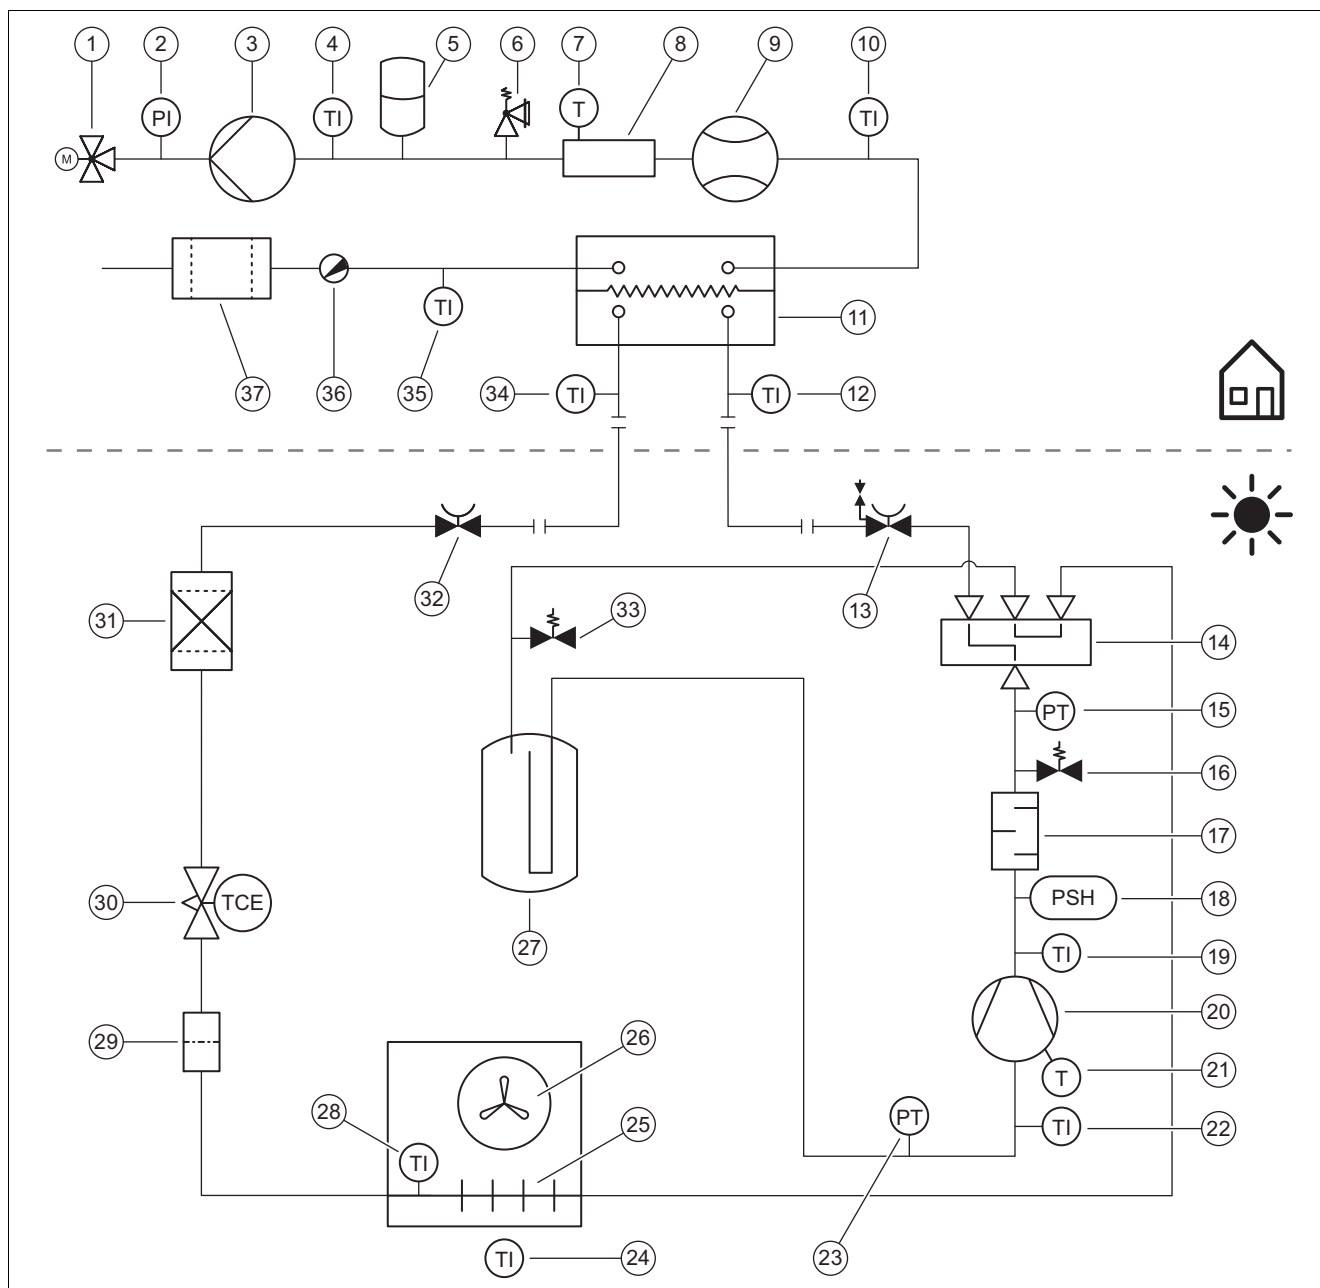 1 2 3 4 5 6 7 8 9 10
PI TI T TI
M
TI 11
37 36 35 34 TI TI 12
32 13
31 33
14
PT 15
16
17
30 TCE PSH 18
27 TI 19
20
29 26 T 21
28 25 PT TI 22
TI
TI 24 23